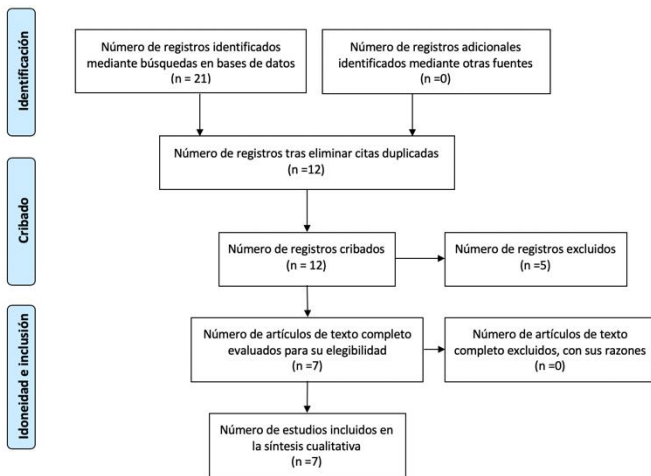 Identificación
Número de registros identificados
mediante búsquedas en bases de datos
(n = 21)
Número de registros adicionales
identificados mediante otras fuentes
(n =0)
Número de registros tras eliminar citas duplicadas
(n =12)
Cribado
Número de registros cribados
(n = 12)
Número de registros excluidos
(n =5)
Idoneidad e inclusión
Número de artículos de texto completo
evaluados para su elegibilidad
(n =7)
Número de artículos de texto
completo excluidos, con sus razones
(n =0)
Número de estudios incluidos en
la síntesis cualitativa
(n =7)